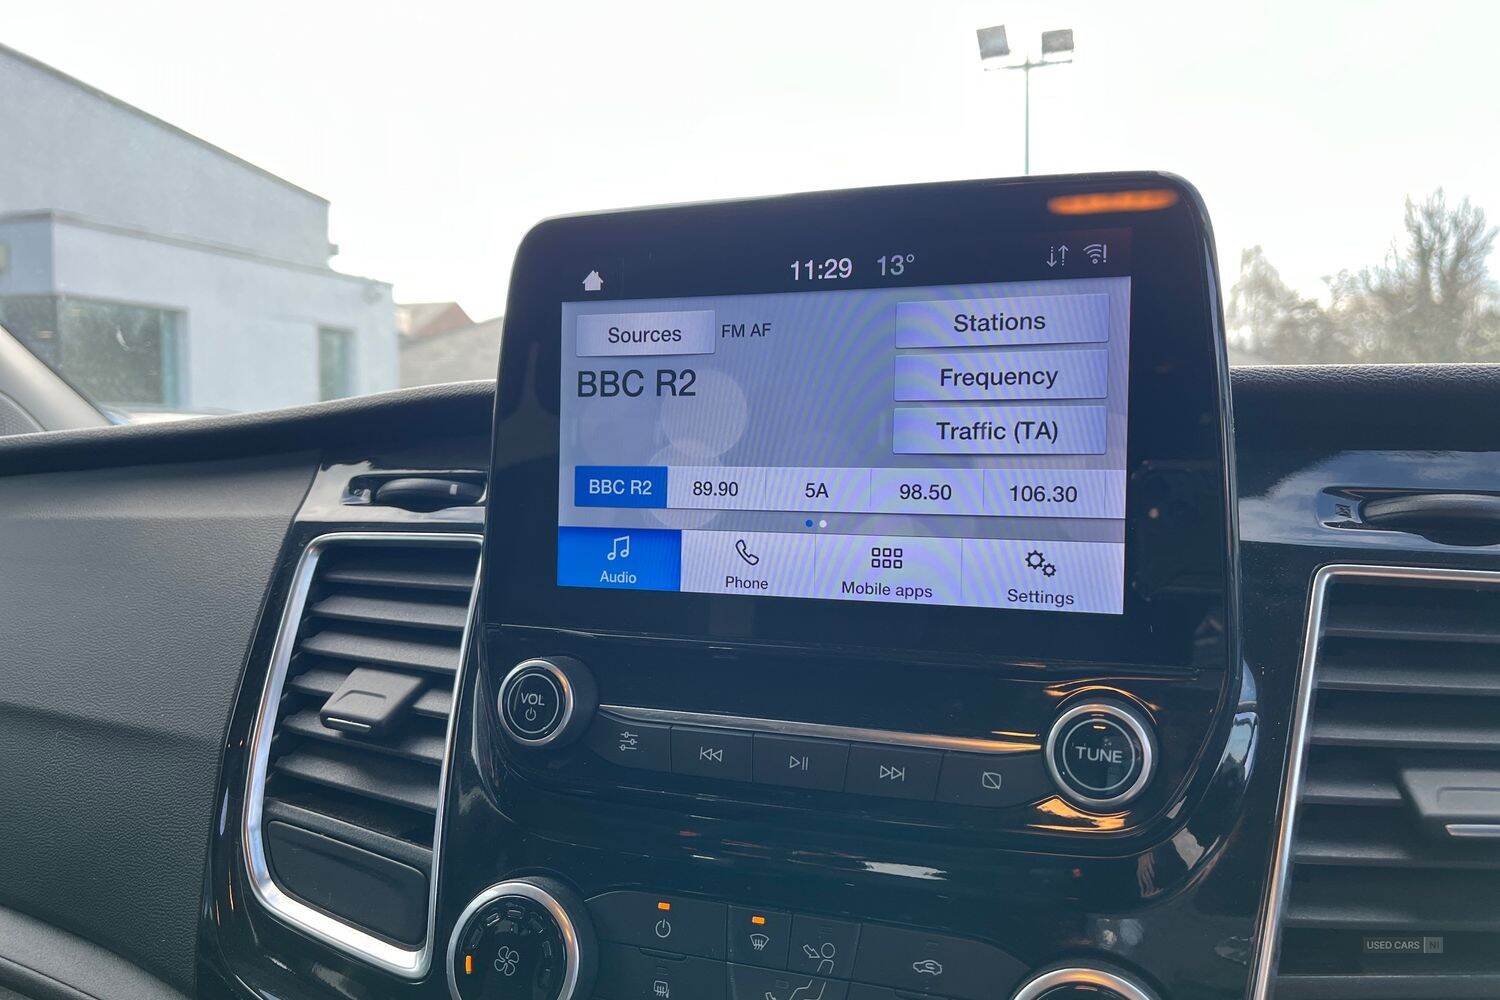 11:29 13°
Sources FM AF Stations
BBC R2 Frequency
Traffic (TA)
BBC R2 89.90 5A 98.50 106.30
Audio Phone Mobile apps Settings
VOL
TUNE
USED CARS NI